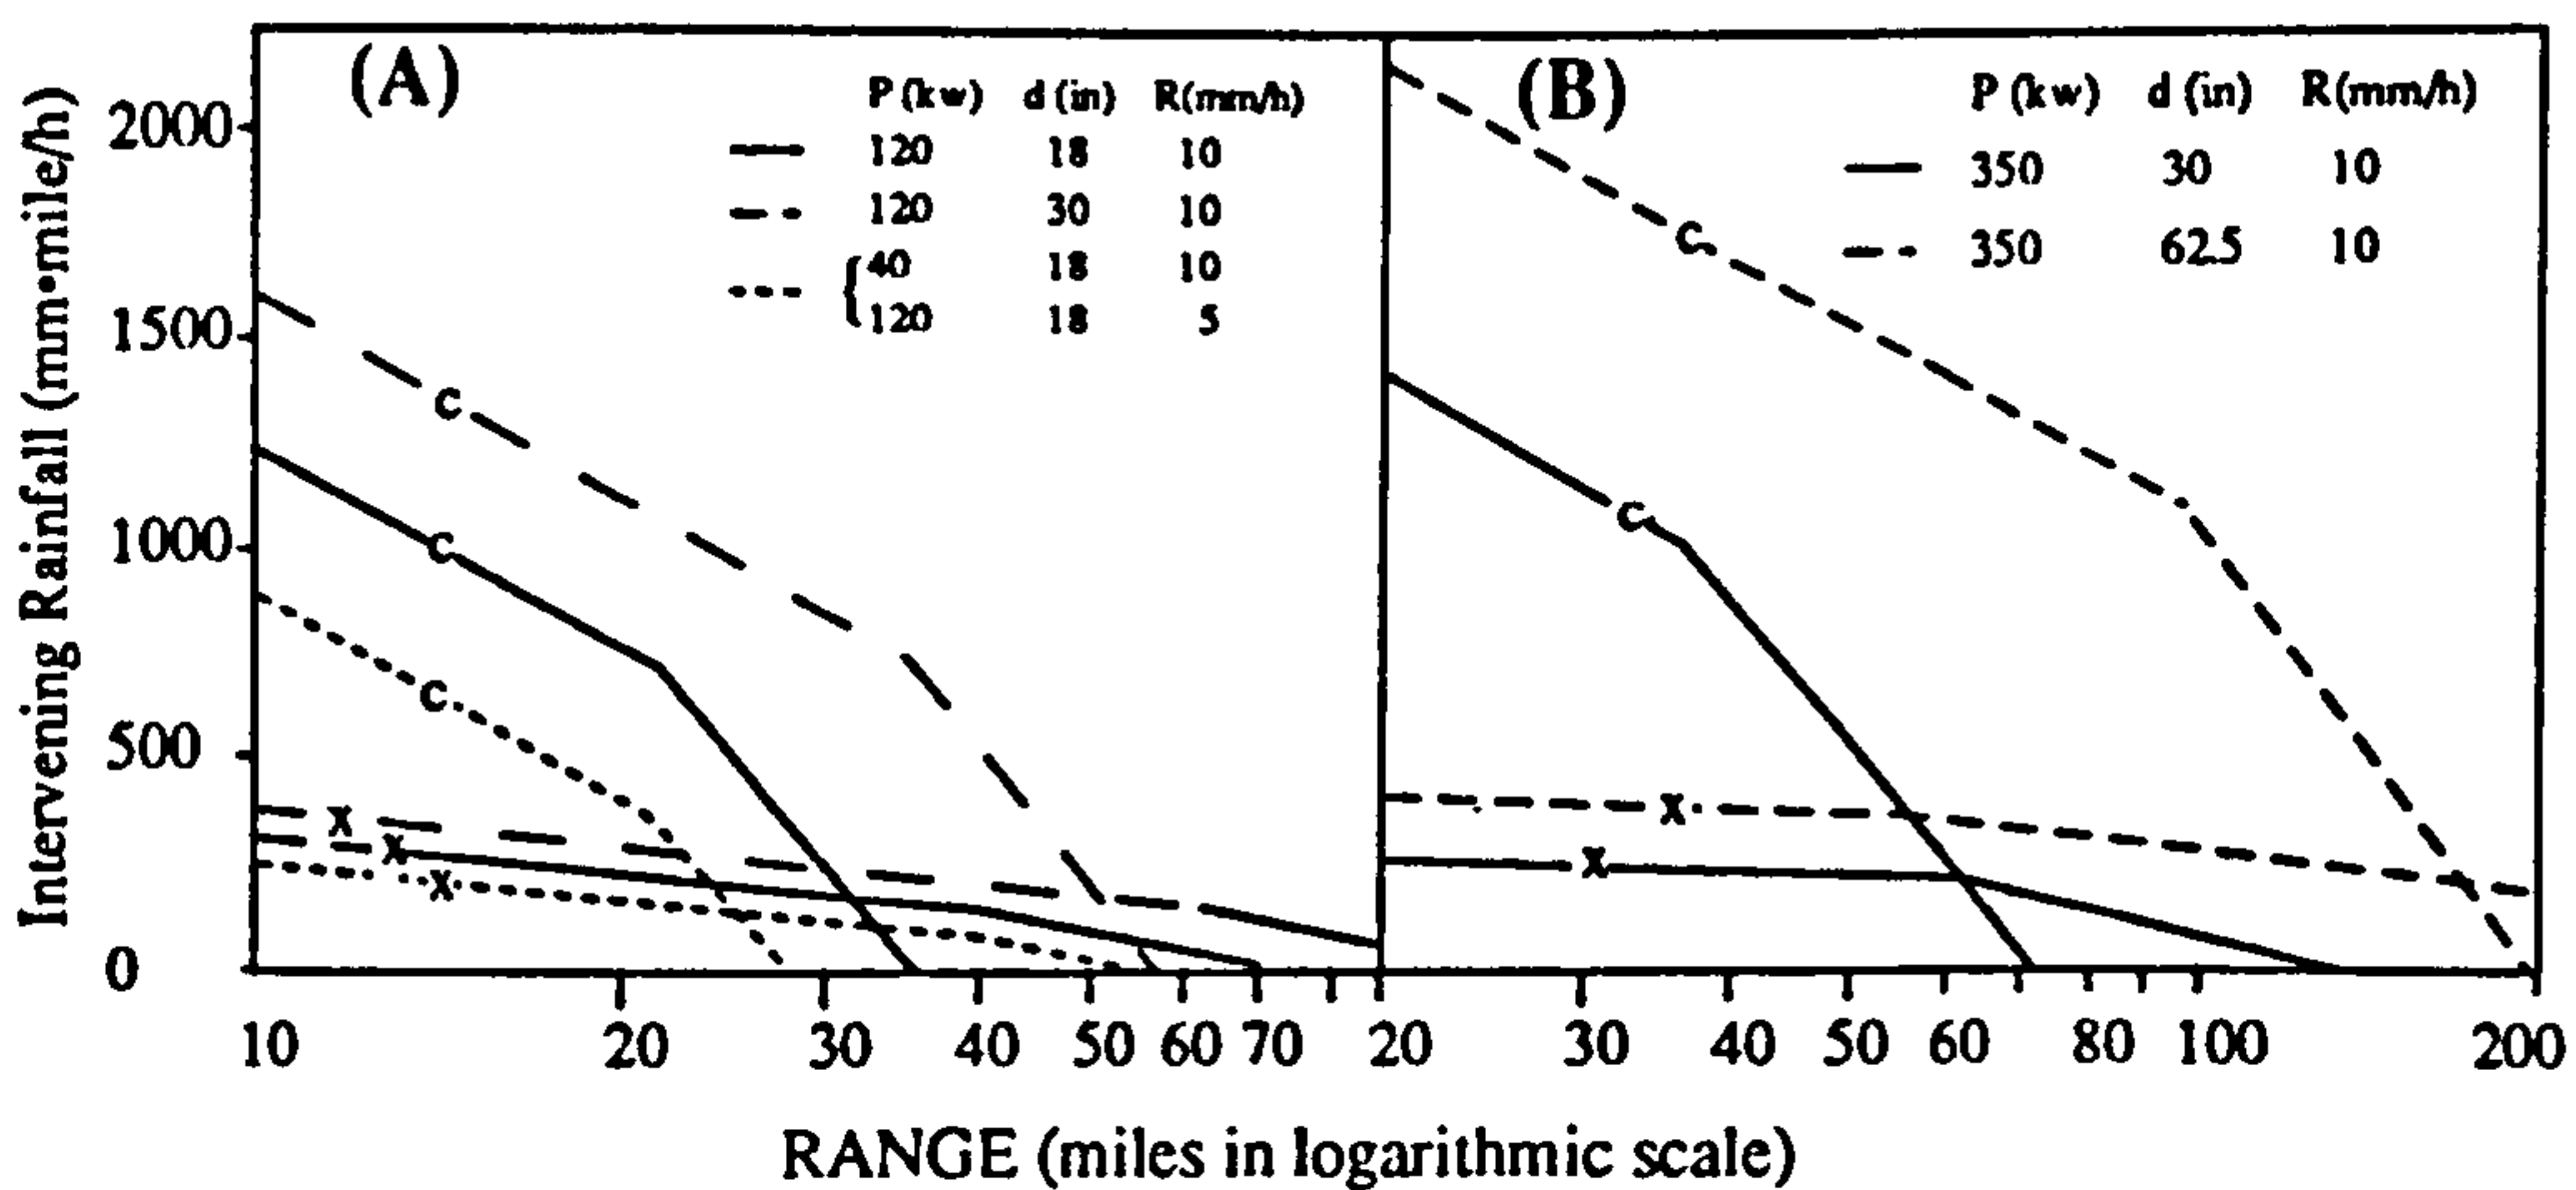 (A)
P (kw) d (in) R(mm/h)
120 18 10
120 30 10
{ 40 18 10
120 18 5
(B)
P (kw) d (in) R(mm/h)
350 30 10
350 62.5 10
Intervening Rainfall (mm•mile/h)
2000
1500
1000
500
0
C
C
C
X
X
X
C
C
X
X
10 20 30 40 50 60 70 20 30 40 50 60 80 100 200
RANGE (miles in logarithmic scale)